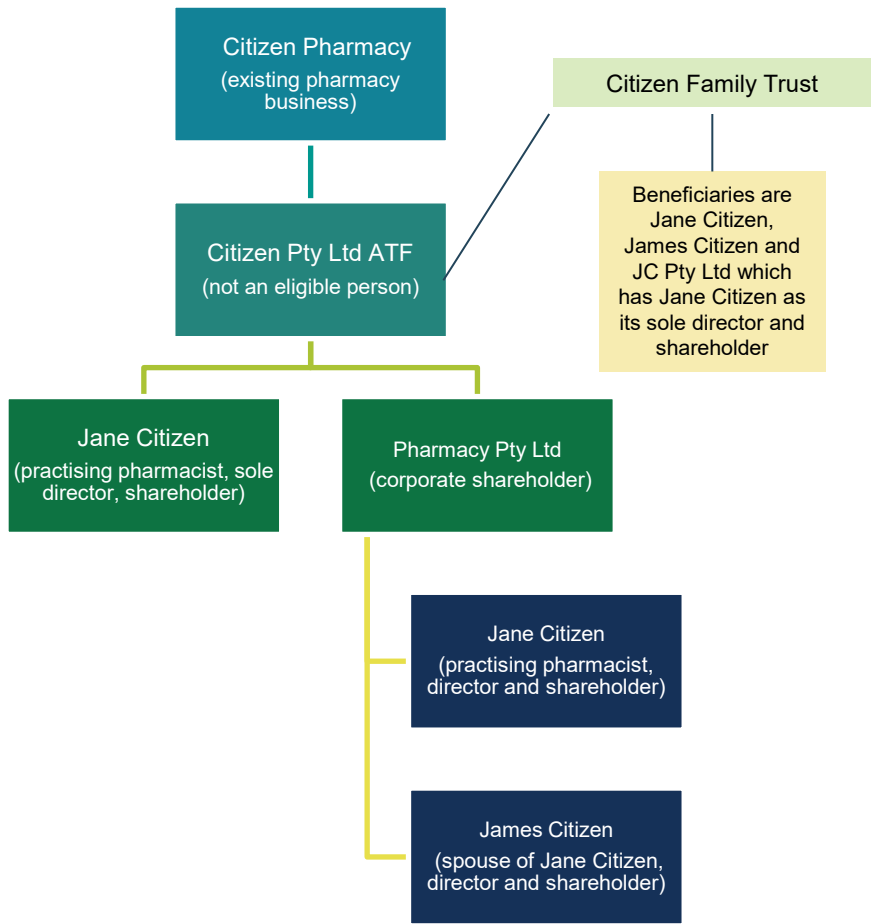 Citizen Pharmacy
(existing pharmacy
business)
Citizen Family Trust
Beneficiaries are
Jane Citizen,
James Citizen and
JC Pty Ltd which
has Jane Citizen as
its sole director and
shareholder
Citizen Pty Ltd ATF
(not an eligible person)
Jane Citizen
(practising pharmacist, sole
director, shareholder)
Pharmacy Pty Ltd
(corporate shareholder)
Jane Citizen
(practising pharmacist,
director and shareholder)
James Citizen
(spouse of Jane Citizen,
director and shareholder)